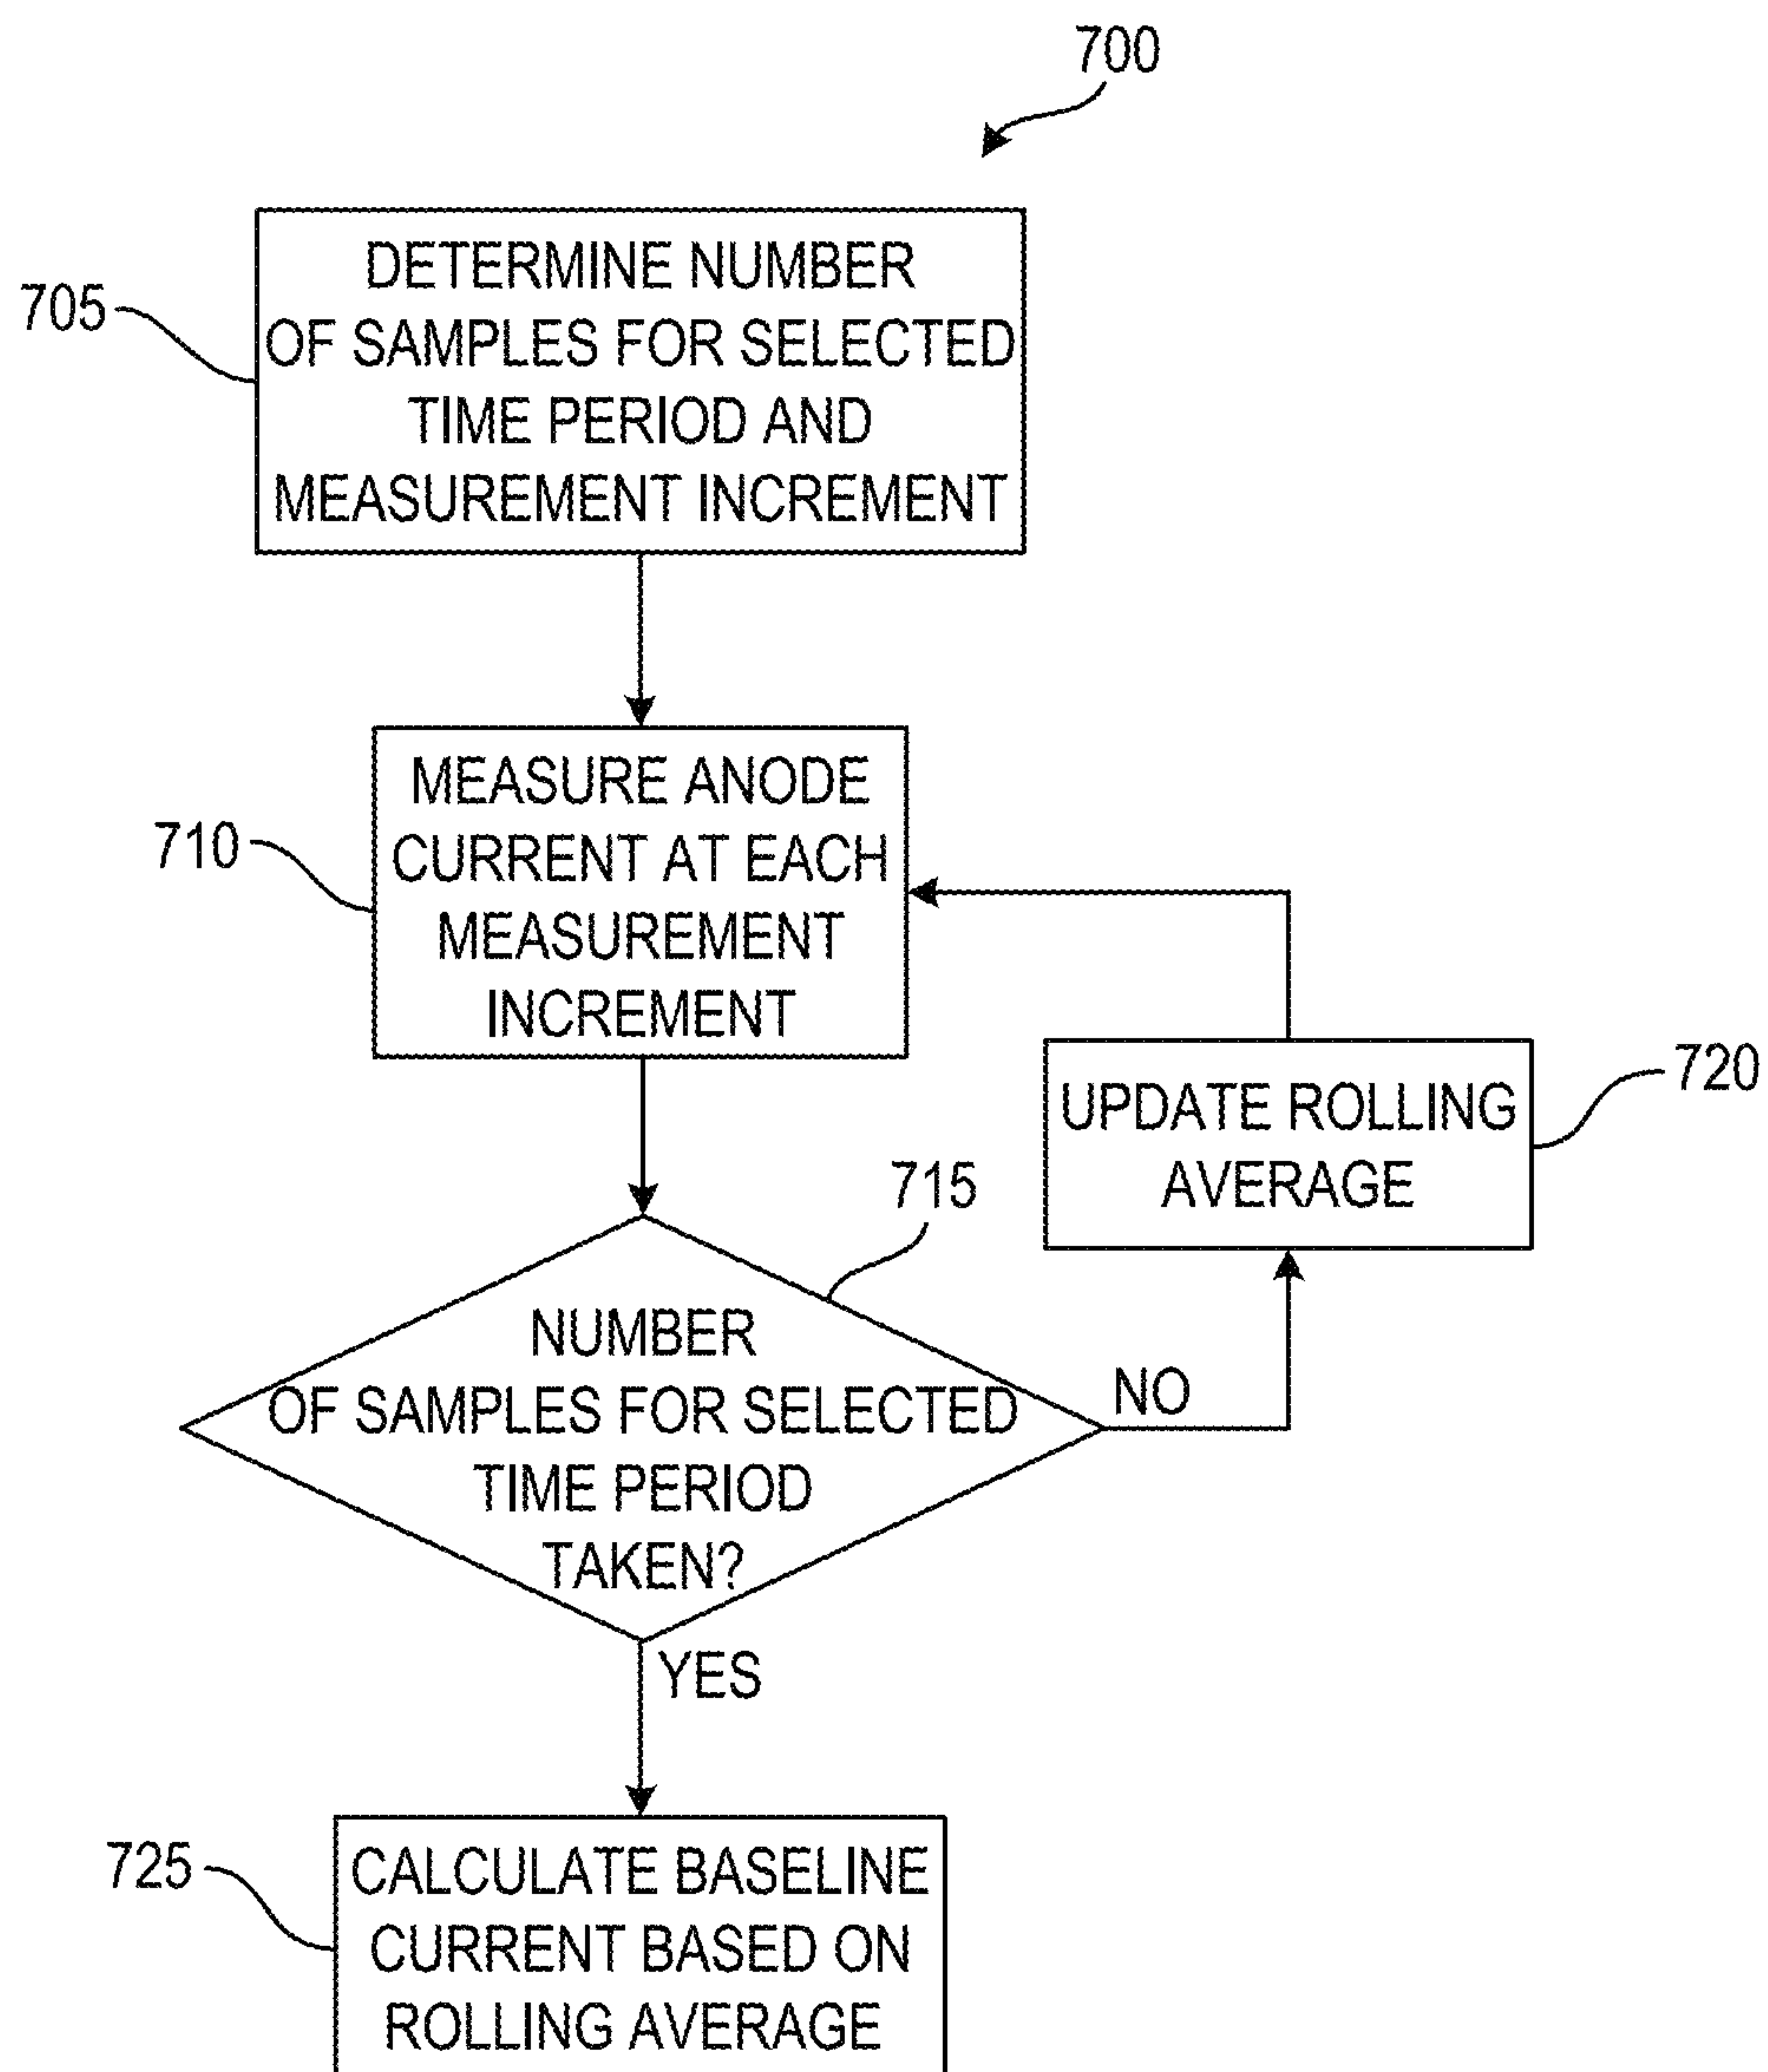 700
705
DETERMINE NUMBER
OF SAMPLES FOR SELECTED
TIME PERIOD AND
MEASUREMENT INCREMENT
710
MEASURE ANODE
CURRENT AT EACH
MEASUREMENT
INCREMENT
720
UPDATE ROLLING
AVERAGE
715
NUMBER
OF SAMPLES FOR SELECTED
TIME PERIOD
TAKEN?
NO
YES
725
CALCULATE BASELINE
CURRENT BASED ON
ROLLING AVERAGE